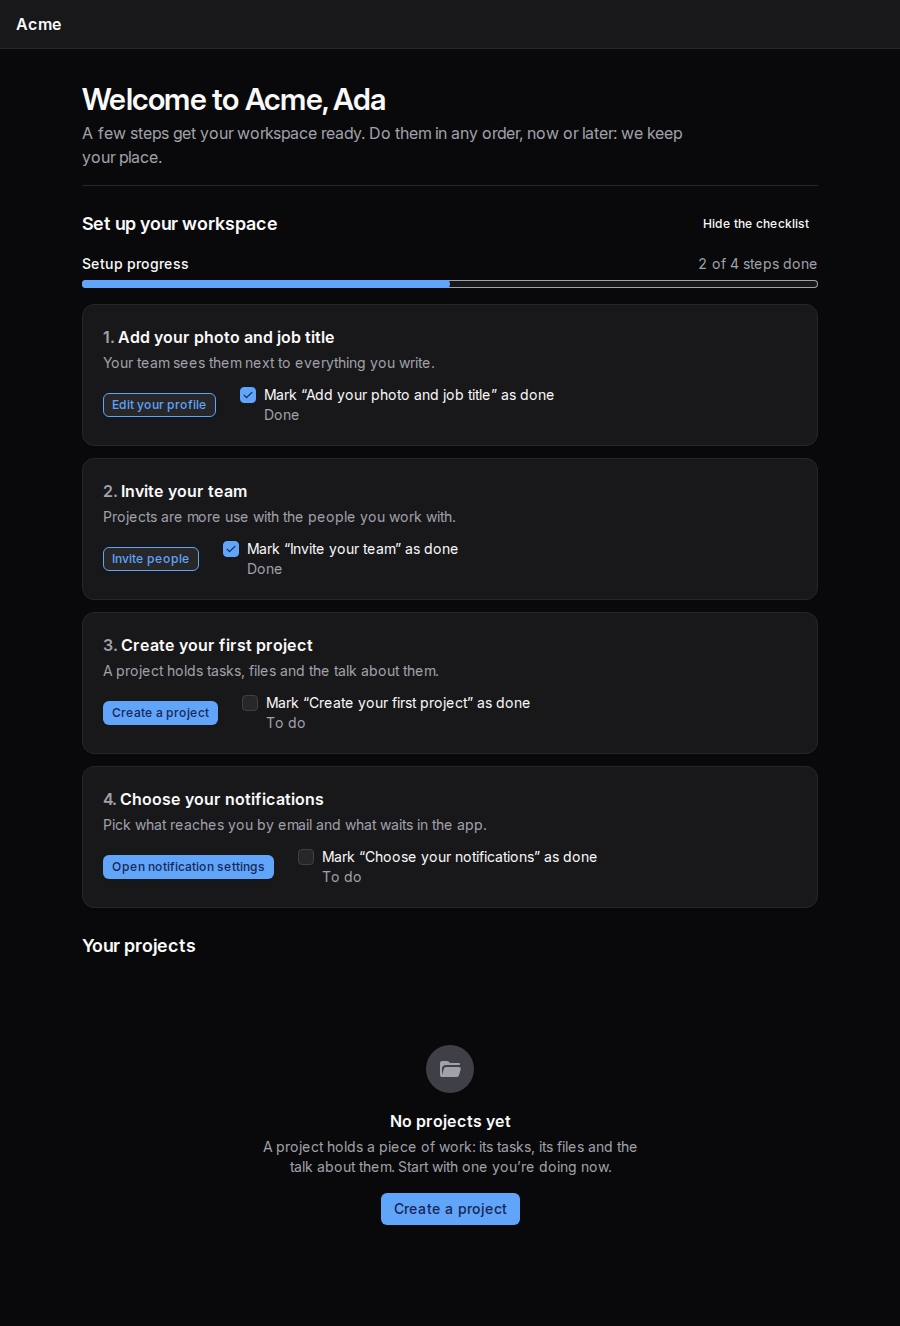 Acme
Welcome to Acme, Ada
A few steps get your workspace ready. Do them in any order, now or later: we keep
your place.
Set up your workspace
Hide the checklist
Setup progress
2 of 4 steps done
1. Add your photo and job title
Your team sees them next to everything you write.
Edit your profile
Mark “Add your photo and job title” as done
Done
2. Invite your team
Projects are more use with the people you work with.
Invite people
Mark “Invite your team” as done
Done
3. Create your first project
A project holds tasks, files and the talk about them.
Create a project
Mark “Create your first project” as done
To do
4. Choose your notifications
Pick what reaches you by email and what waits in the app.
Open notification settings
Mark “Choose your notifications” as done
To do
Your projects
No projects yet
A project holds a piece of work: its tasks, its files and the
talk about them. Start with one you’re doing now.
Create a project